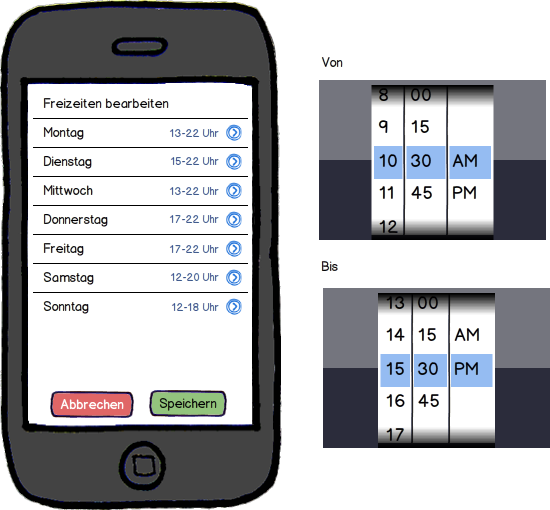 Freizeiten bearbeiten
Montag 13-22 Uhr
Dienstag 15-22 Uhr
Mittwoch 13-22 Uhr
Donnerstag 17-22 Uhr
Freitag 17-22 Uhr
Samstag 12-20 Uhr
Sonntag 12-18 Uhr
Abbrechen Speichern
Von
8 00
9 15
10 30 AM
11 45 PM
12
Bis
13 00
14 15 AM
15 30 PM
16 45
17